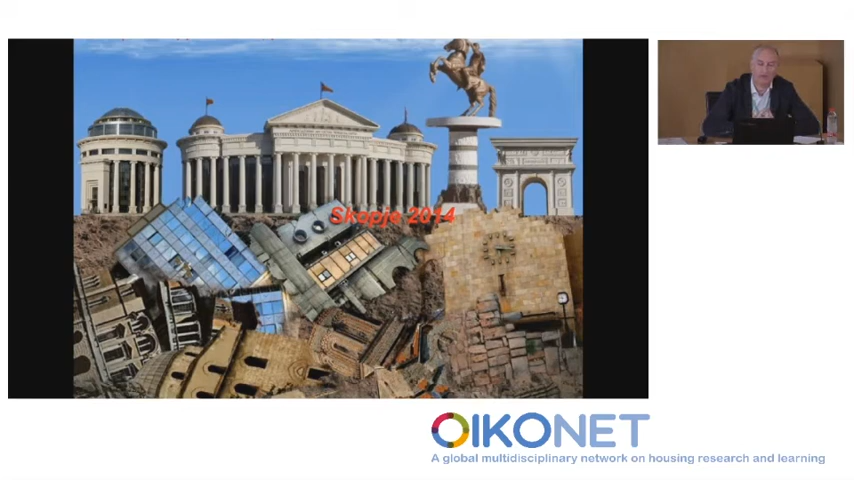 Skopje 2014
OIKONET
A global multidisciplinary network on housing research and learning